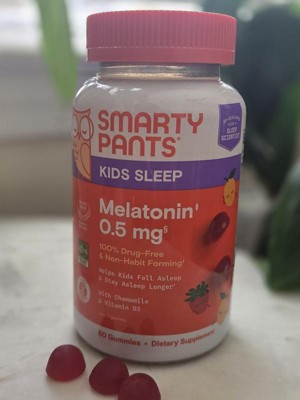 SMARTY
PANTS®
KIDS SLEEP
Melatonin‡
0.5 mg§
100% Drug-Free
& Non-Habit Forming‡
Helps Kids Fall Asleep
& Stay Asleep Longer‡
with Chamomile
& Vitamin D3
60 Gummies • Dietary Supplement
SLEEP